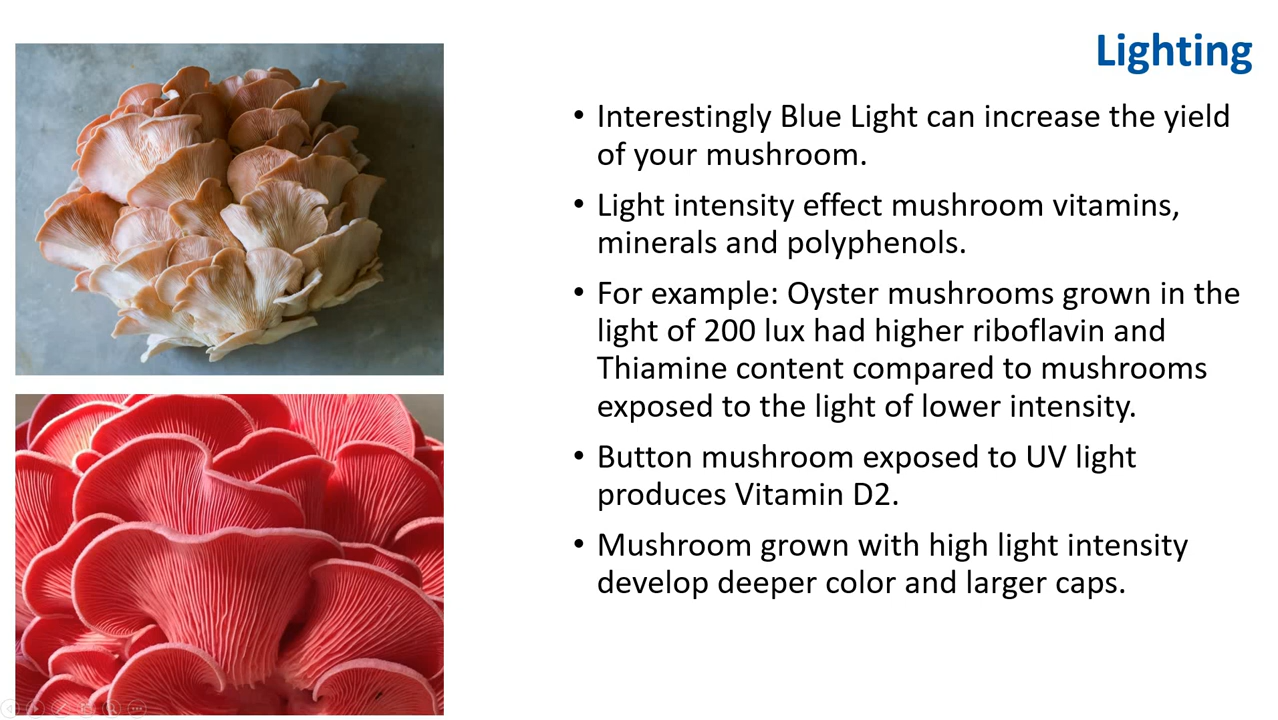 Lighting
• Interestingly Blue Light can increase the yield
of your mushroom.
• Light intensity effect mushroom vitamins,
minerals and polyphenols.
• For example: Oyster mushrooms grown in the
light of 200 lux had higher riboflavin and
Thiamine content compared to mushrooms
exposed to the light of lower intensity.
• Button mushroom exposed to UV light
produces Vitamin D2.
• Mushroom grown with high light intensity
develop deeper color and larger caps.